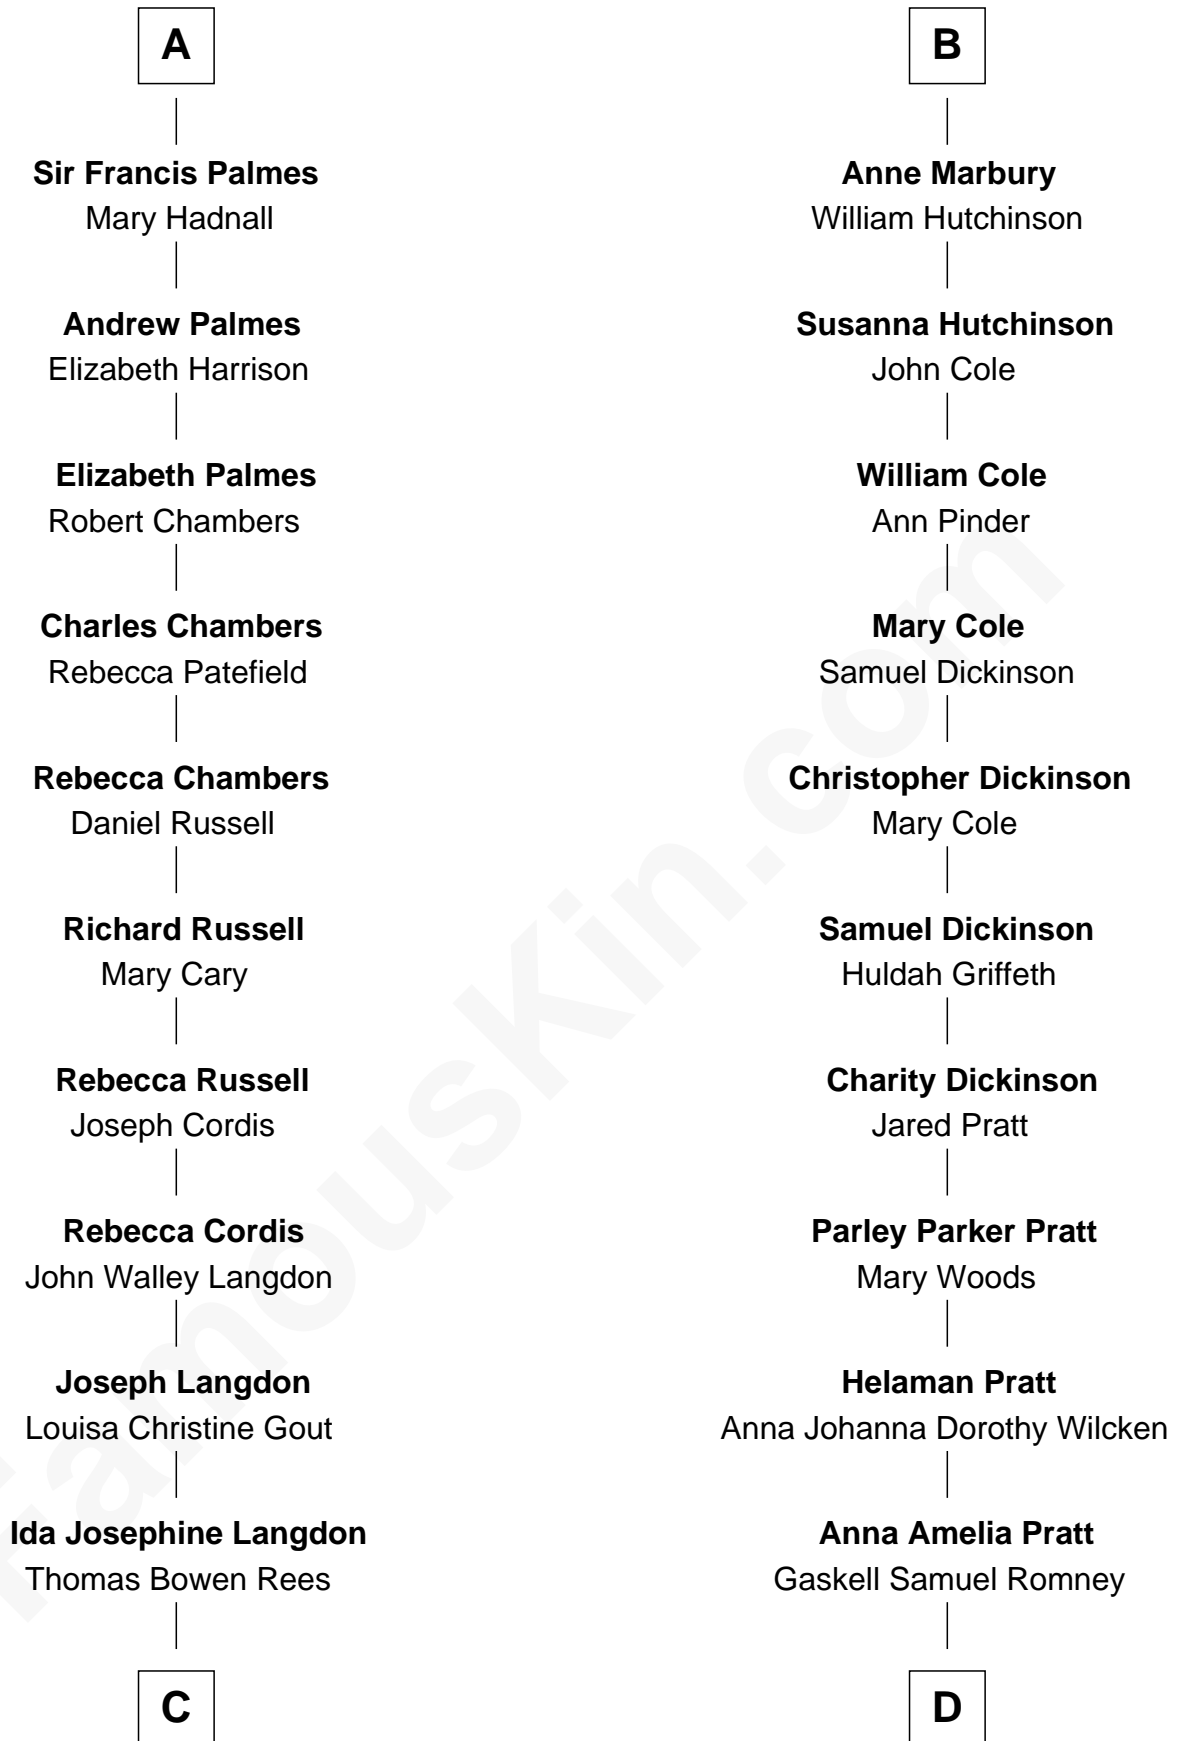 A
Sir Francis Palmes
Mary Hadnall
Andrew Palmes
Elizabeth Harrison
Elizabeth Palmes
Robert Chambers
Charles Chambers
Rebecca Patefield
Rebecca Chambers
Daniel Russell
Richard Russell
Mary Cary
Rebecca Russell
Joseph Cordis
Rebecca Cordis
John Walley Langdon
Joseph Langdon
Louisa Christine Gout
Ida Josephine Langdon
Thomas Bowen Rees
C
B
Anne Marbury
William Hutchinson
Susanna Hutchinson
John Cole
William Cole
Ann Pinder
Mary Cole
Samuel Dickinson
Christopher Dickinson
Mary Cole
Samuel Dickinson
Huldah Griffeth
Charity Dickinson
Jared Pratt
Parley Parker Pratt
Mary Woods
Helaman Pratt
Anna Johanna Dorothy Wilcken
Anna Amelia Pratt
Gaskell Samuel Romney
D
FamousKin.com